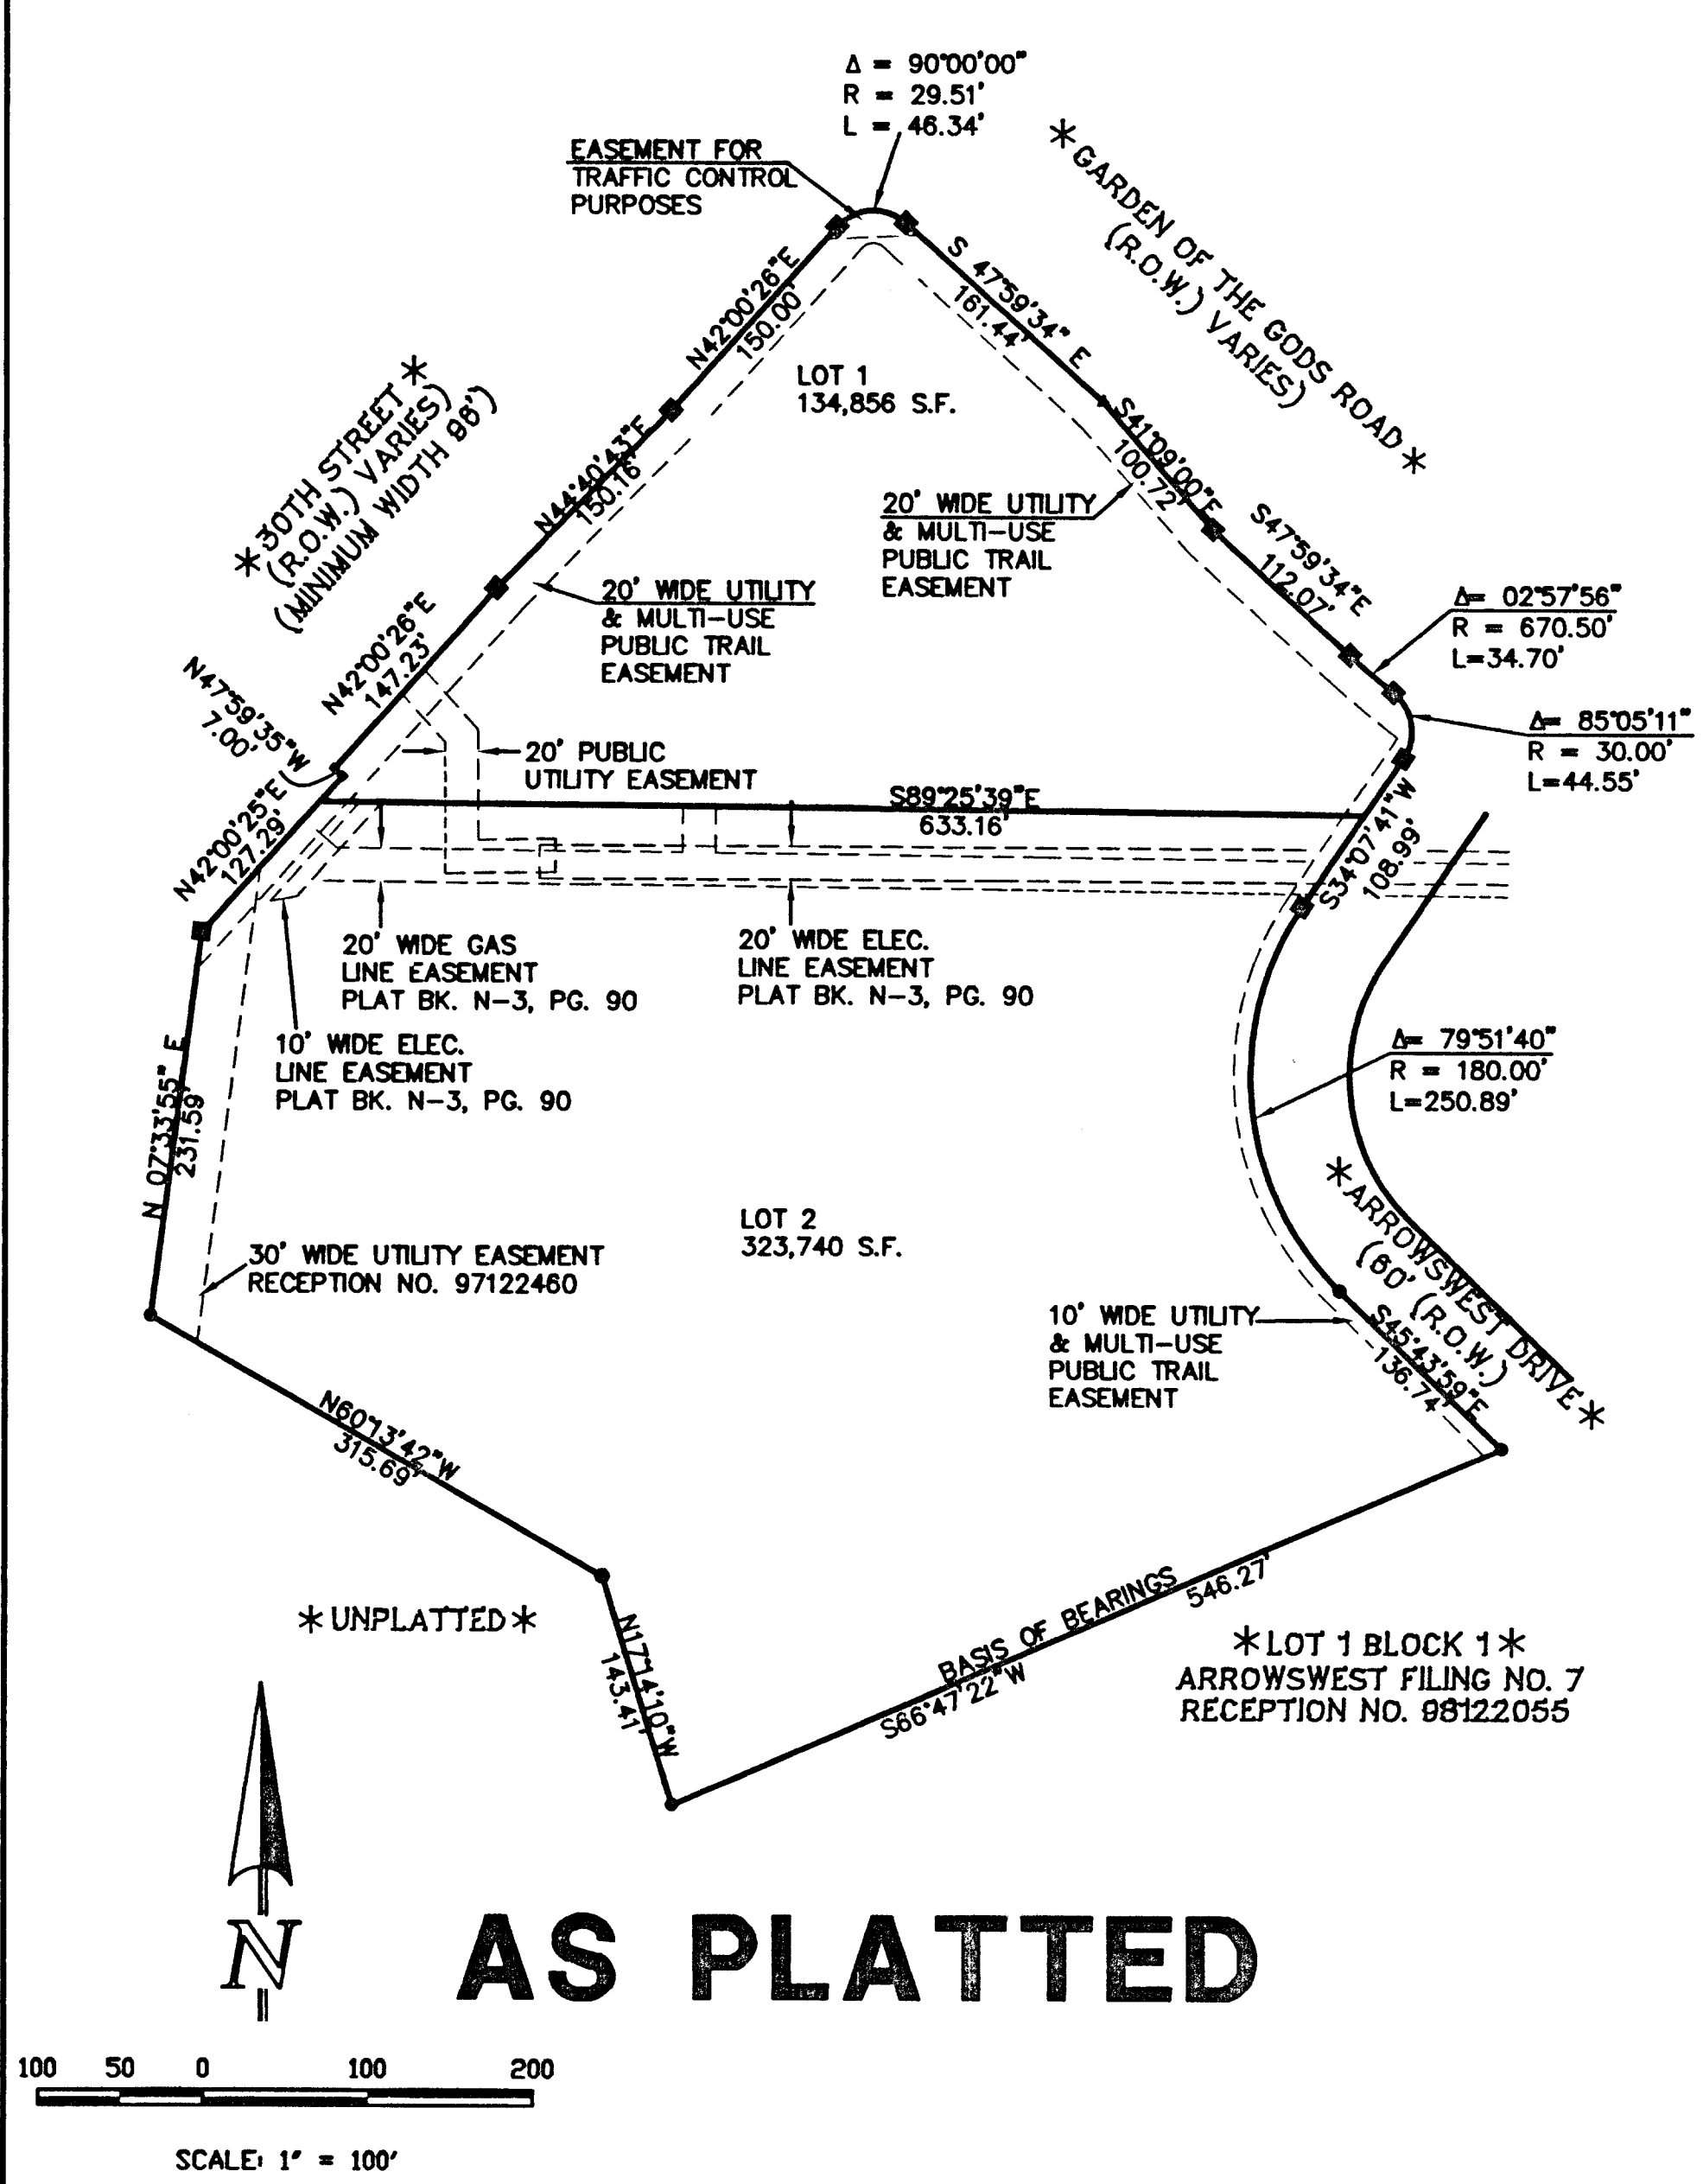 Δ = 90°00'00"
R = 29.51'
L = 46.34'
EASEMENT FOR
TRAFFIC CONTROL
PURPOSES
*GARDEN OF THE GODS ROAD*
(R.O.W.) VARIES)
N42°00'26"E
150.00'
S 47°59'34" E
161.44'
LOT 1
134,856 S.F.
*30TH STREET*
(R.O.W.) VARIES)
(MINIMUM WIDTH 96')
N44°40'43"E
150.16'
S41°09'00"E
100.72'
20' WIDE UTILITY
& MULTI-USE
PUBLIC TRAIL
EASEMENT
S47°59'34"E
112.07'
20' WIDE UTILITY
& MULTI-USE
PUBLIC TRAIL
EASEMENT
Δ= 02°57'56"
R = 670.50'
L=34.70'
N42°00'26"E
147.23'
N47°59'35"W
7.00'
Δ= 85°05'11"
R = 30.00'
L=44.55'
20' PUBLIC
UTILITY EASEMENT
S89°25'39"E
633.16'
N42°00'25"E
127.29'
S34°07'41"W
108.99'
20' WIDE GAS
LINE EASEMENT
PLAT BK. N-3, PG. 90
20' WIDE ELEC.
LINE EASEMENT
PLAT BK. N-3, PG. 90
10' WIDE ELEC.
LINE EASEMENT
PLAT BK. N-3, PG. 90
Δ= 79°51'40"
R = 180.00'
L=250.89'
N 07°33'55" E
231.59'
LOT 2
323,740 S.F.
*ARROWSWEST DRIVE*
(60' (R.O.W.)
30' WIDE UTILITY EASEMENT
RECEPTION NO. 97122460
10' WIDE UTILITY
& MULTI-USE
PUBLIC TRAIL
EASEMENT
S45°43'59"E
136.74'
N60°13'42"W
315.69'
*UNPLATTED*
N17°14'10"W
143.41'
BASIS OF BEARINGS
546.27'
S66°47'22"W
*LOT 1 BLOCK 1*
ARROWSWEST FILING NO. 7
RECEPTION NO. 98122055
N
AS PLATTED
100 50 0 100 200
SCALE: 1" = 100'